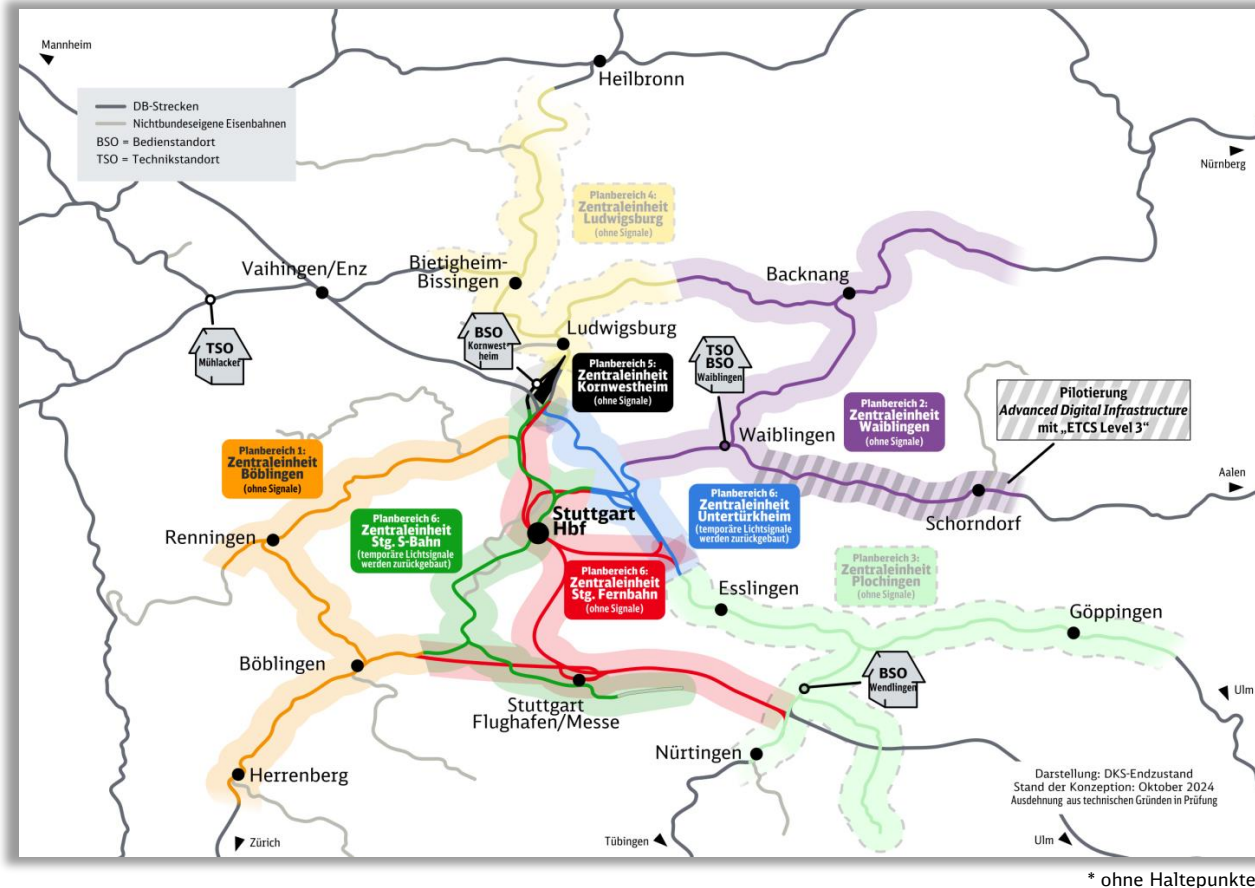 Mannheim
Heilbronn
DB-Strecken
Nichtbundeseigene Eisenbahnen
BSO = Bedienstandort
TSO = Technikstandort
Nürnberg
Planbereich 4:
Zentraleinheit
Ludwigsburg
(ohne Signale)
Vaihingen/Enz
Bietigheim-
Bissingen
Backnang
TSO
Mühlacker
BSO
Kornwest-
heim
Ludwigsburg
Planbereich 5:
Zentraleinheit
Kornwestheim
(ohne Signale)
TSO
BSO
Waiblingen
Waiblingen
Planbereich 2:
Zentraleinheit
Waiblingen
(ohne Signale)
Pilotierung
Advanced Digital Infrastructure
mit „ETCS Level 3“
Planbereich 1:
Zentraleinheit
Böblingen
(ohne Signale)
Aalen
Schorndorf
Renningen
Planbereich 6:
Zentraleinheit
Stg. S-Bahn
(temporäre Lichtsignale
werden zurückgebaut)
Stuttgart
Hbf
Planbereich 6:
Zentraleinheit
Untertürkheim
(temporäre Lichtsignale
werden zurückgebaut)
Planbereich 6:
Zentraleinheit
Stg. Fernbahn
(ohne Signale)
Esslingen
Planbereich 3:
Zentraleinheit
Plochingen
(ohne Signale)
Göppingen
Böblingen
Stuttgart
Flughafen/Messe
BSO
Wendlingen
Ulm
Nürtingen
Herrenberg
Darstellung: DKS-Endzustand
Stand der Konzeption: Oktober 2024
Ausdehnung aus technischen Gründen in Prüfung
Zürich
Tübingen
Ulm
* ohne Haltepunkte